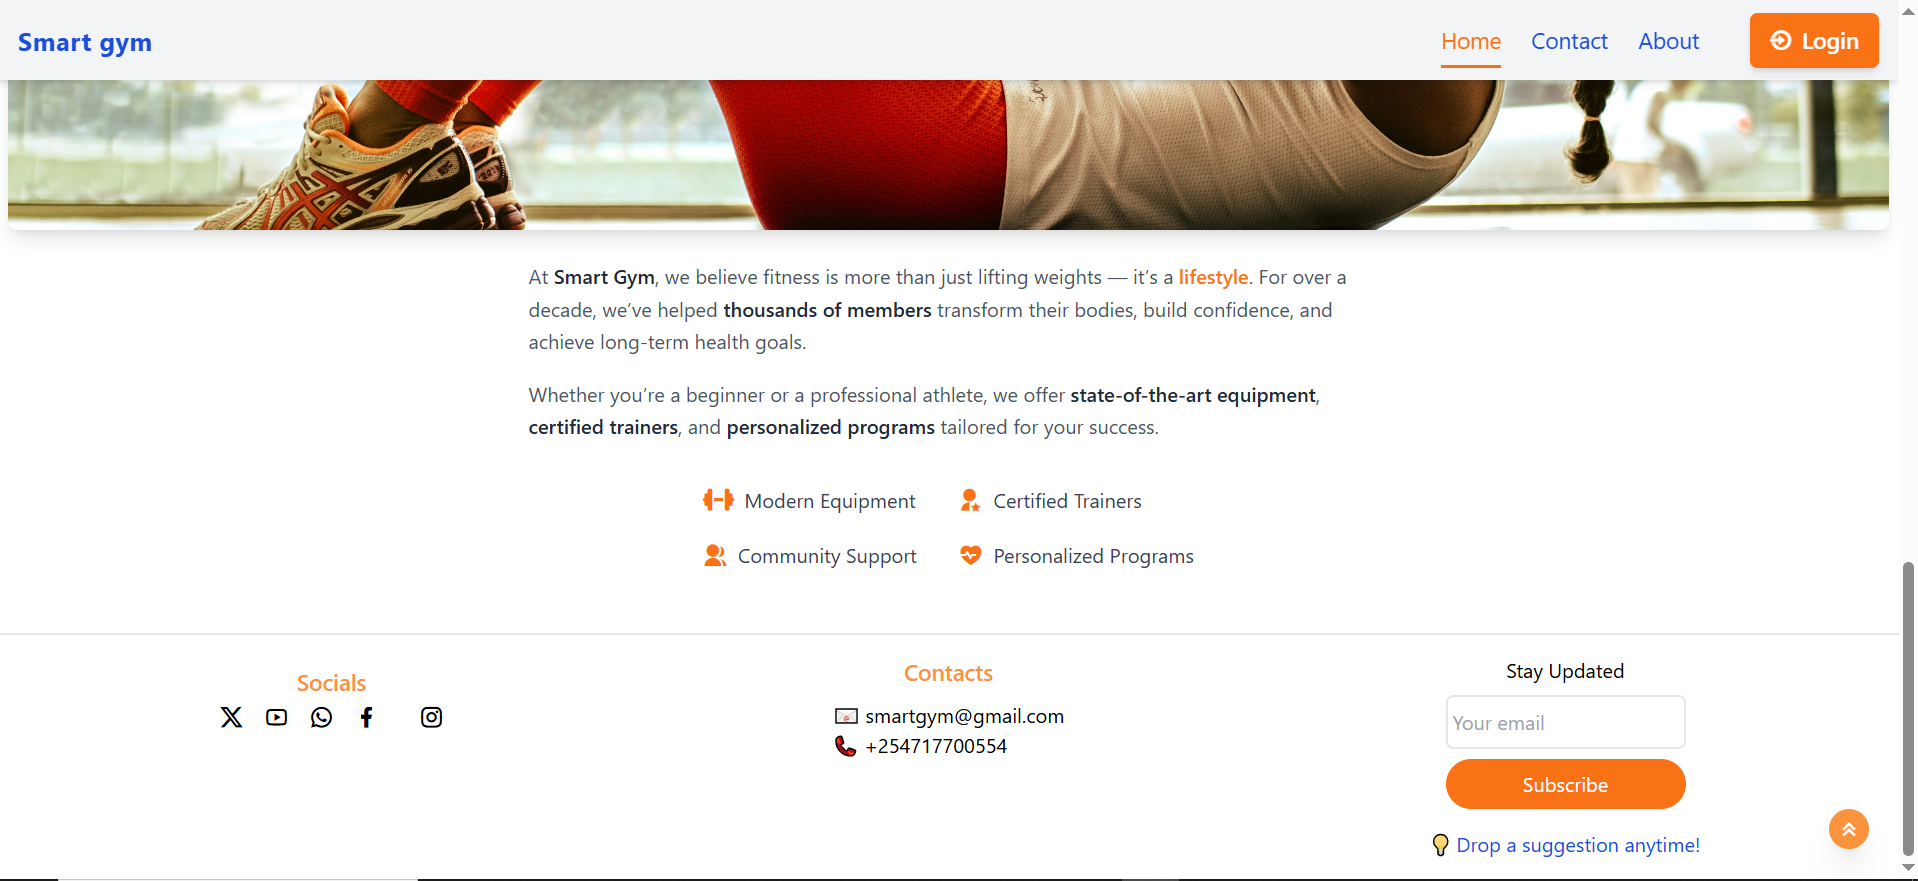 Smart gym
Home Contact About Login
At Smart Gym, we believe fitness is more than just lifting weights — it’s a lifestyle. For over a
decade, we’ve helped thousands of members transform their bodies, build confidence, and
achieve long-term health goals.
Whether you’re a beginner or a professional athlete, we offer state-of-the-art equipment,
certified trainers, and personalized programs tailored for your success.
Modern Equipment
Certified Trainers
Community Support
Personalized Programs
Socials
Contacts
smartgym@gmail.com
+254717700554
Stay Updated
Your email
Subscribe
Drop a suggestion anytime!